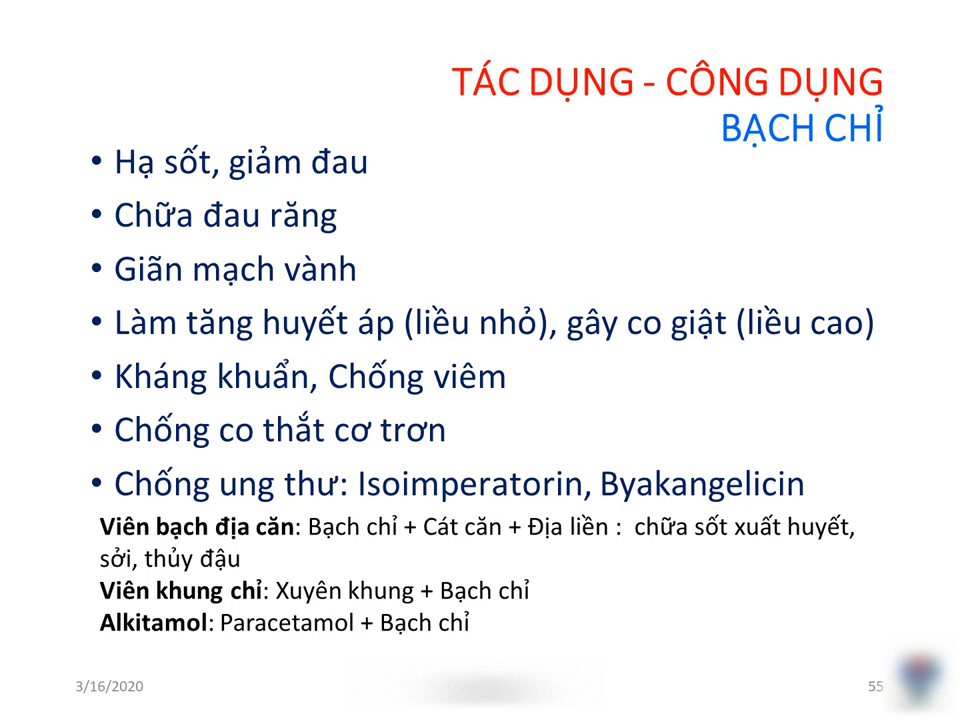 TÁC DỤNG - CÔNG DỤNG
BẠCH CHỈ
• Hạ sốt, giảm đau
• Chữa đau răng
• Giãn mạch vành
• Làm tăng huyết áp (liều nhỏ), gây co giật (liều cao)
• Kháng khuẩn, Chống viêm
• Chống co thắt cơ trơn
• Chống ung thư: Isoimperatorin, Byakangelicin
Viên bạch địa căn: Bạch chỉ + Cát căn + Địa liền : chữa sốt xuất huyết,
sởi, thủy đậu
Viên khung chỉ: Xuyên khung + Bạch chỉ
Alkitamol: Paracetamol + Bạch chỉ
3/16/2020
55